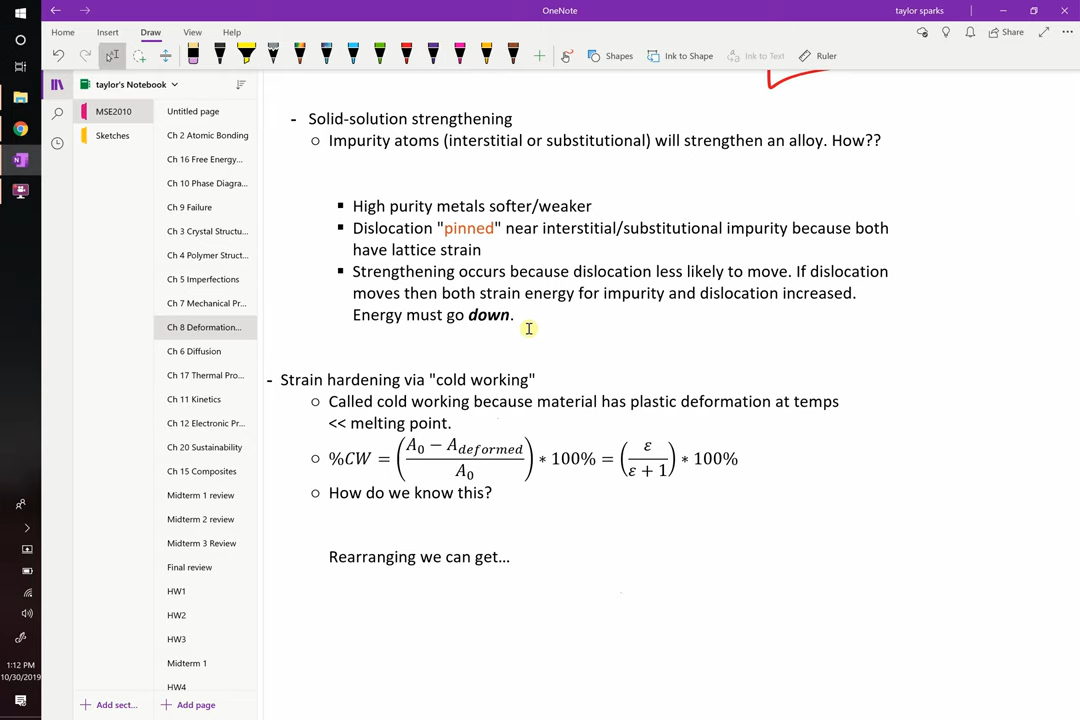 OneNote
taylor sparks
Home Insert Draw View Help
Share
Shapes Ink to Shape Ink to Text Ruler
taylor's Notebook
MSE2010
Sketches
Untitled page
Ch 2 Atomic Bonding
Ch 16 Free Energy...
Ch 10 Phase Diagra...
Ch 9 Failure
Ch 3 Crystal Structu...
Ch 4 Polymer Struct...
Ch 5 Imperfections
Ch 7 Mechanical Pr...
Ch 8 Deformation...
Ch 6 Diffusion
Ch 17 Thermal Pro...
Ch 11 Kinetics
Ch 12 Electronic Pr...
Ch 20 Sustainability
Ch 15 Composites
Midterm 1 review
Midterm 2 review
Midterm 3 Review
Final review
HW1
HW2
HW3
Midterm 1
HW4
Add sect...
Add page
- Solid-solution strengthening
○ Impurity atoms (interstitial or substitutional) will strengthen an alloy. How??
▪ High purity metals softer/weaker
▪ Dislocation "pinned" near interstitial/substitutional impurity because both
have lattice strain
▪ Strengthening occurs because dislocation less likely to move. If dislocation
moves then both strain energy for impurity and dislocation increased.
Energy must go down.
- Strain hardening via "cold working"
○ Called cold working because material has plastic deformation at temps
<< melting point.
○ %CW = ((A₀ − A_deformed) / A₀) * 100% = (ε / (ε + 1)) * 100%
○ How do we know this?
Rearranging we can get...
1:12 PM
10/30/2019